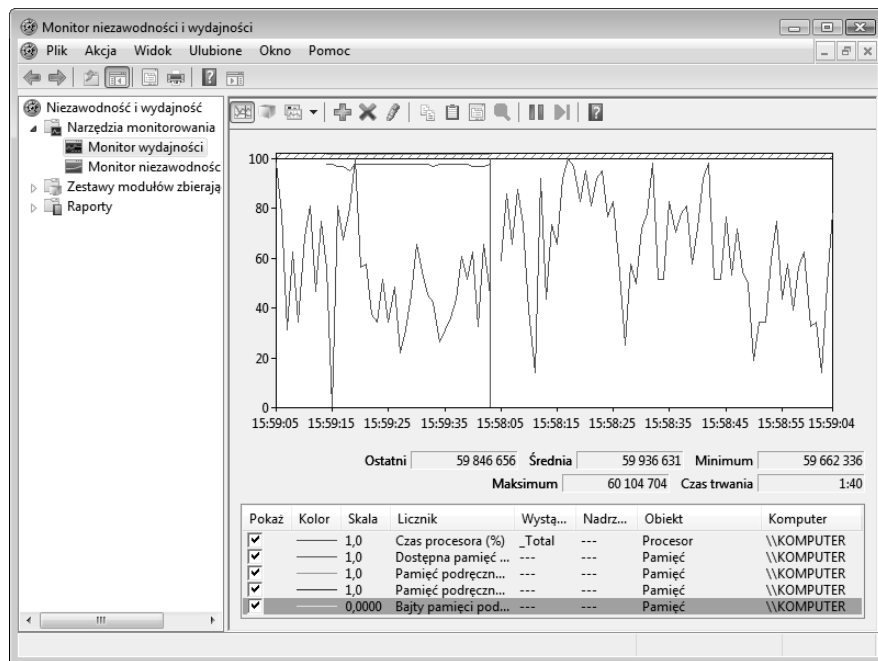 Monitor niezawodności i wydajności
Plik Akcja Widok Ulubione Okno Pomoc
Niezawodność i wydajność
Narzędzia monitorowania
Monitor wydajności
Monitor niezawodnośc
Zestawy modułów zbierają
Raporty
100
80
60
40
20
0
15:59:05 15:59:15 15:59:25 15:59:35 15:58:05 15:58:15 15:58:25 15:58:35 15:58:45 15:58:55 15:59:04
Ostatni 59 846 656 Średnia 59 936 631 Minimum 59 662 336
Maksimum 60 104 704 Czas trwania 1:40
Pokaż Kolor Skala Licznik Wystą... Nadrz... Obiekt Komputer
1,0 Czas procesora (%) _Total --- Procesor \\KOMPUTER
1,0 Dostępna pamięć ... --- --- Pamięć \\KOMPUTER
1,0 Pamięć podręczn... --- --- Pamięć \\KOMPUTER
1,0 Pamięć podręczn... --- --- Pamięć \\KOMPUTER
0,0000 Bajty pamięci pod... --- --- Pamięć \\KOMPUTER